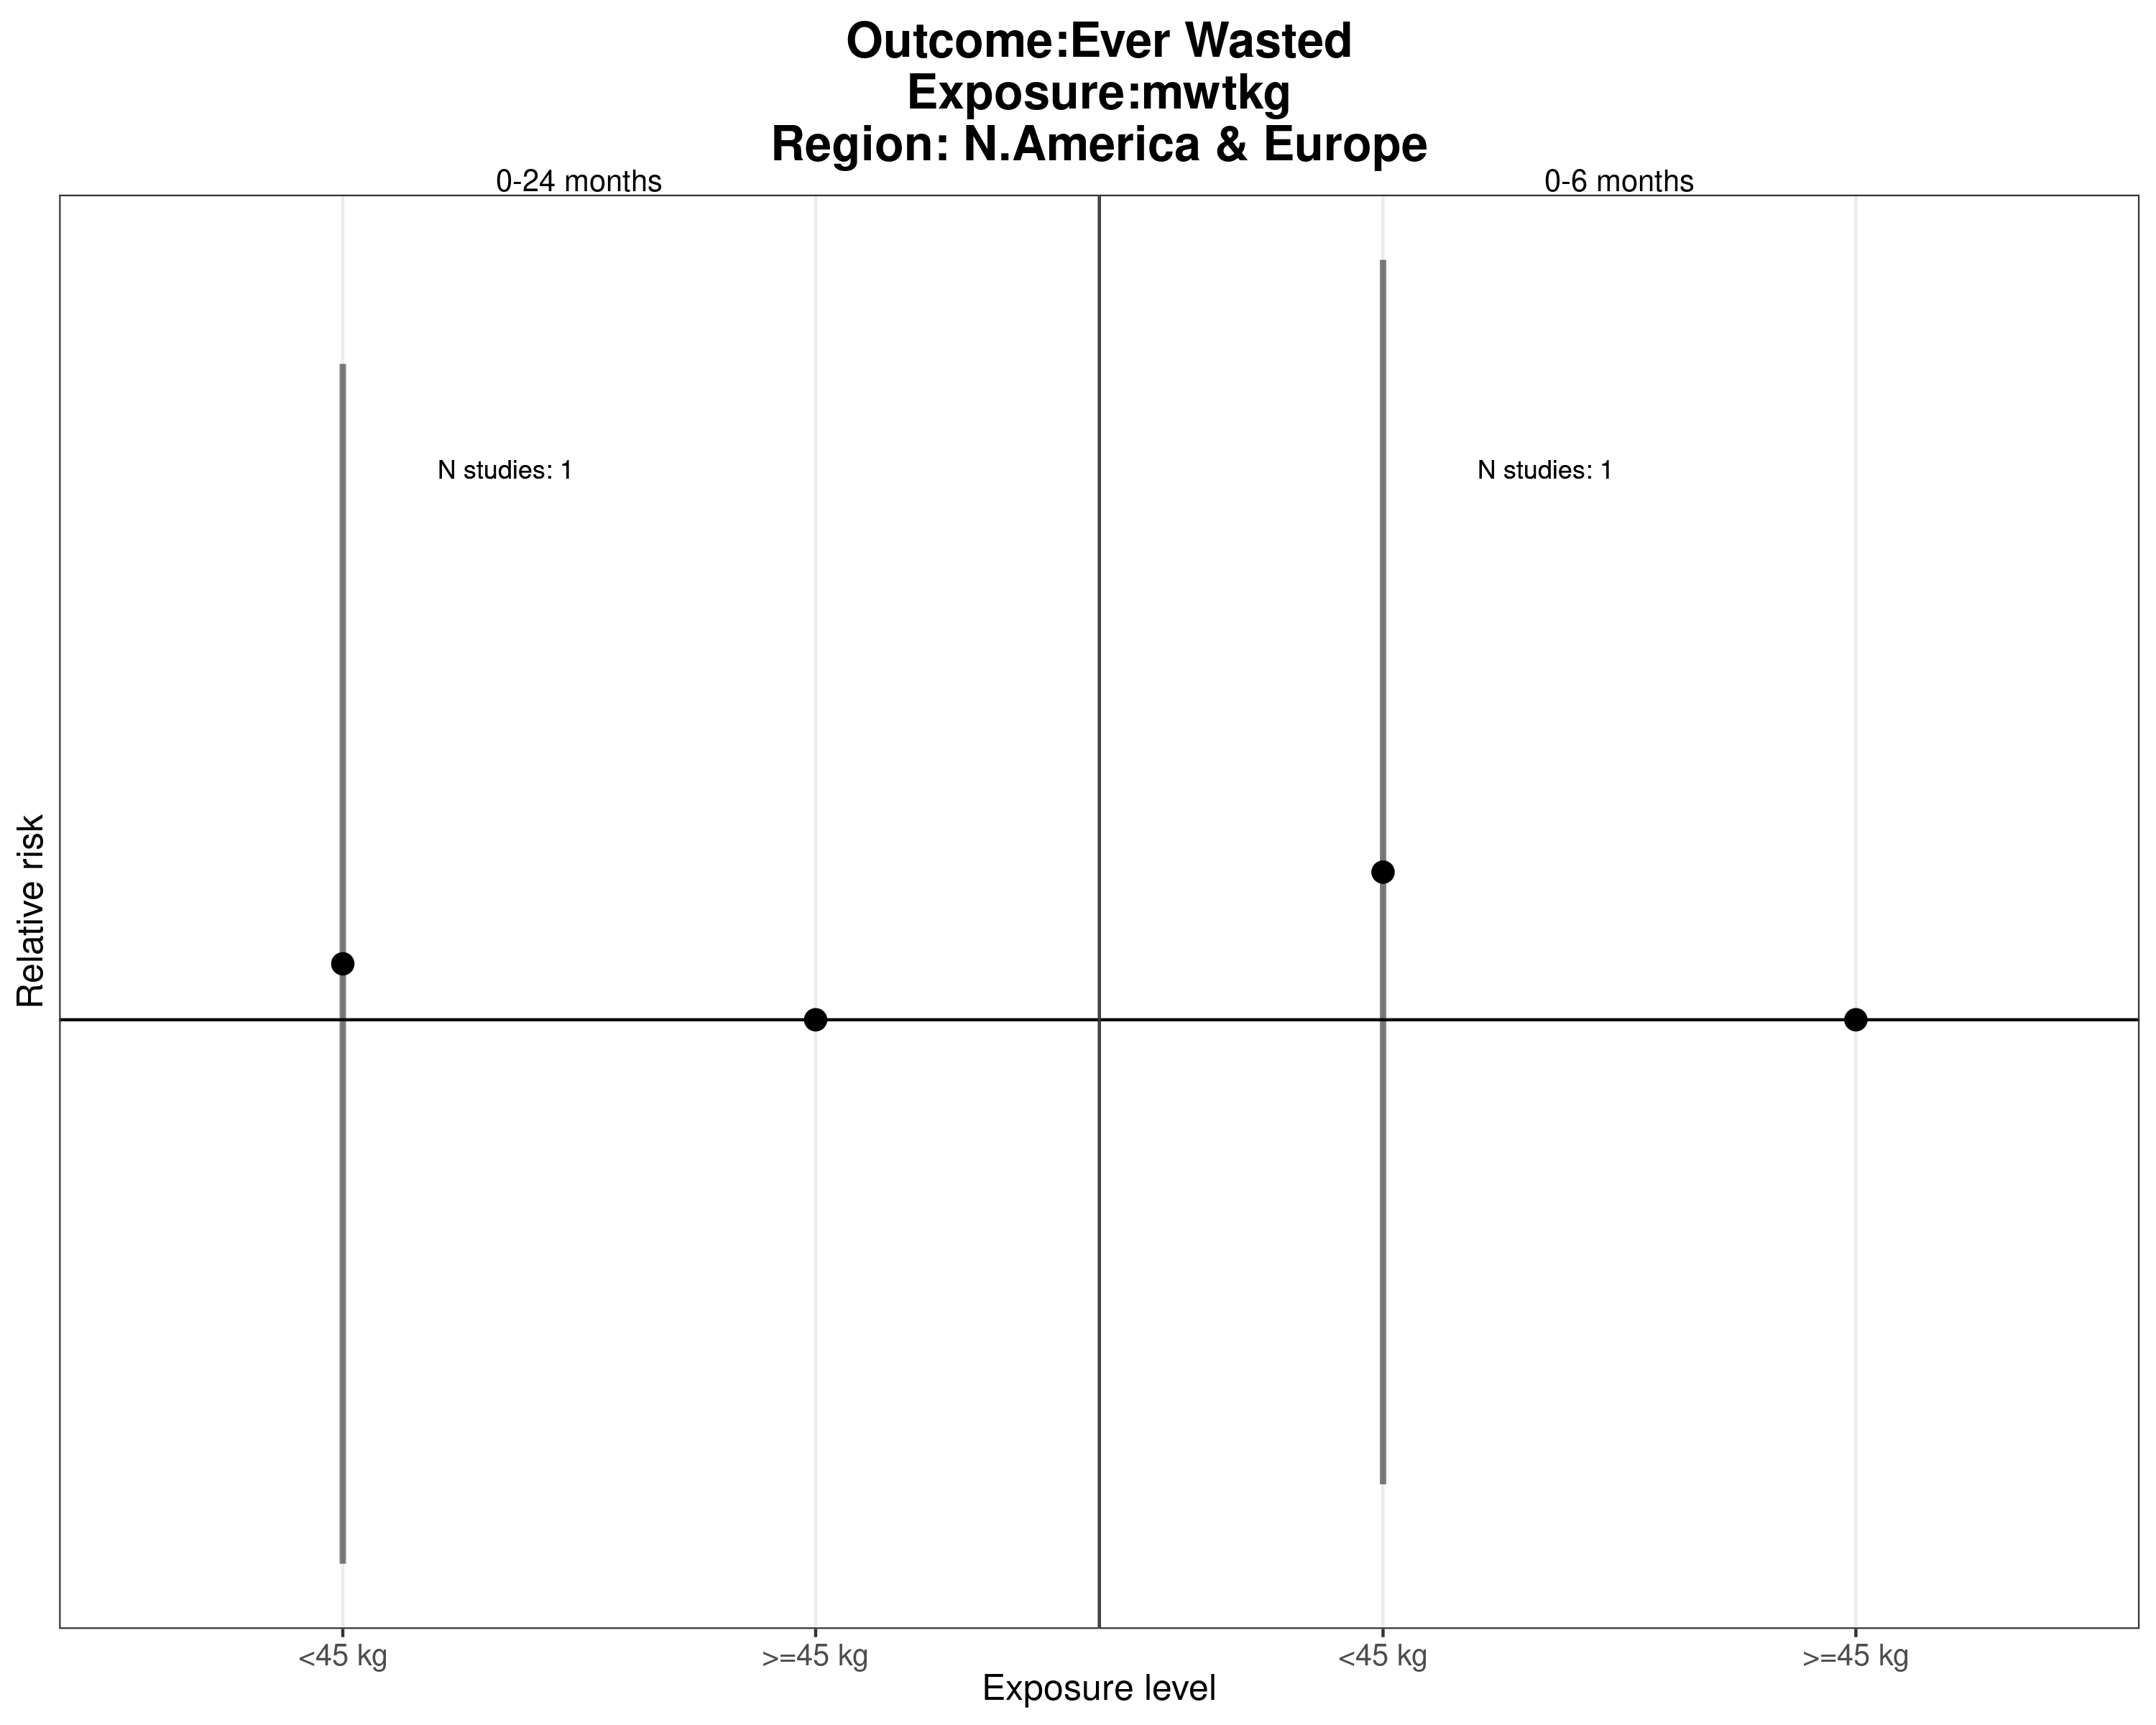 Outcome:Ever Wasted
Exposure:mwtkg
Region: N.America & Europe
0-24 months
0-6 months
N studies: 1
N studies: 1
Relative risk
<45 kg
>=45 kg
<45 kg
>=45 kg
Exposure level